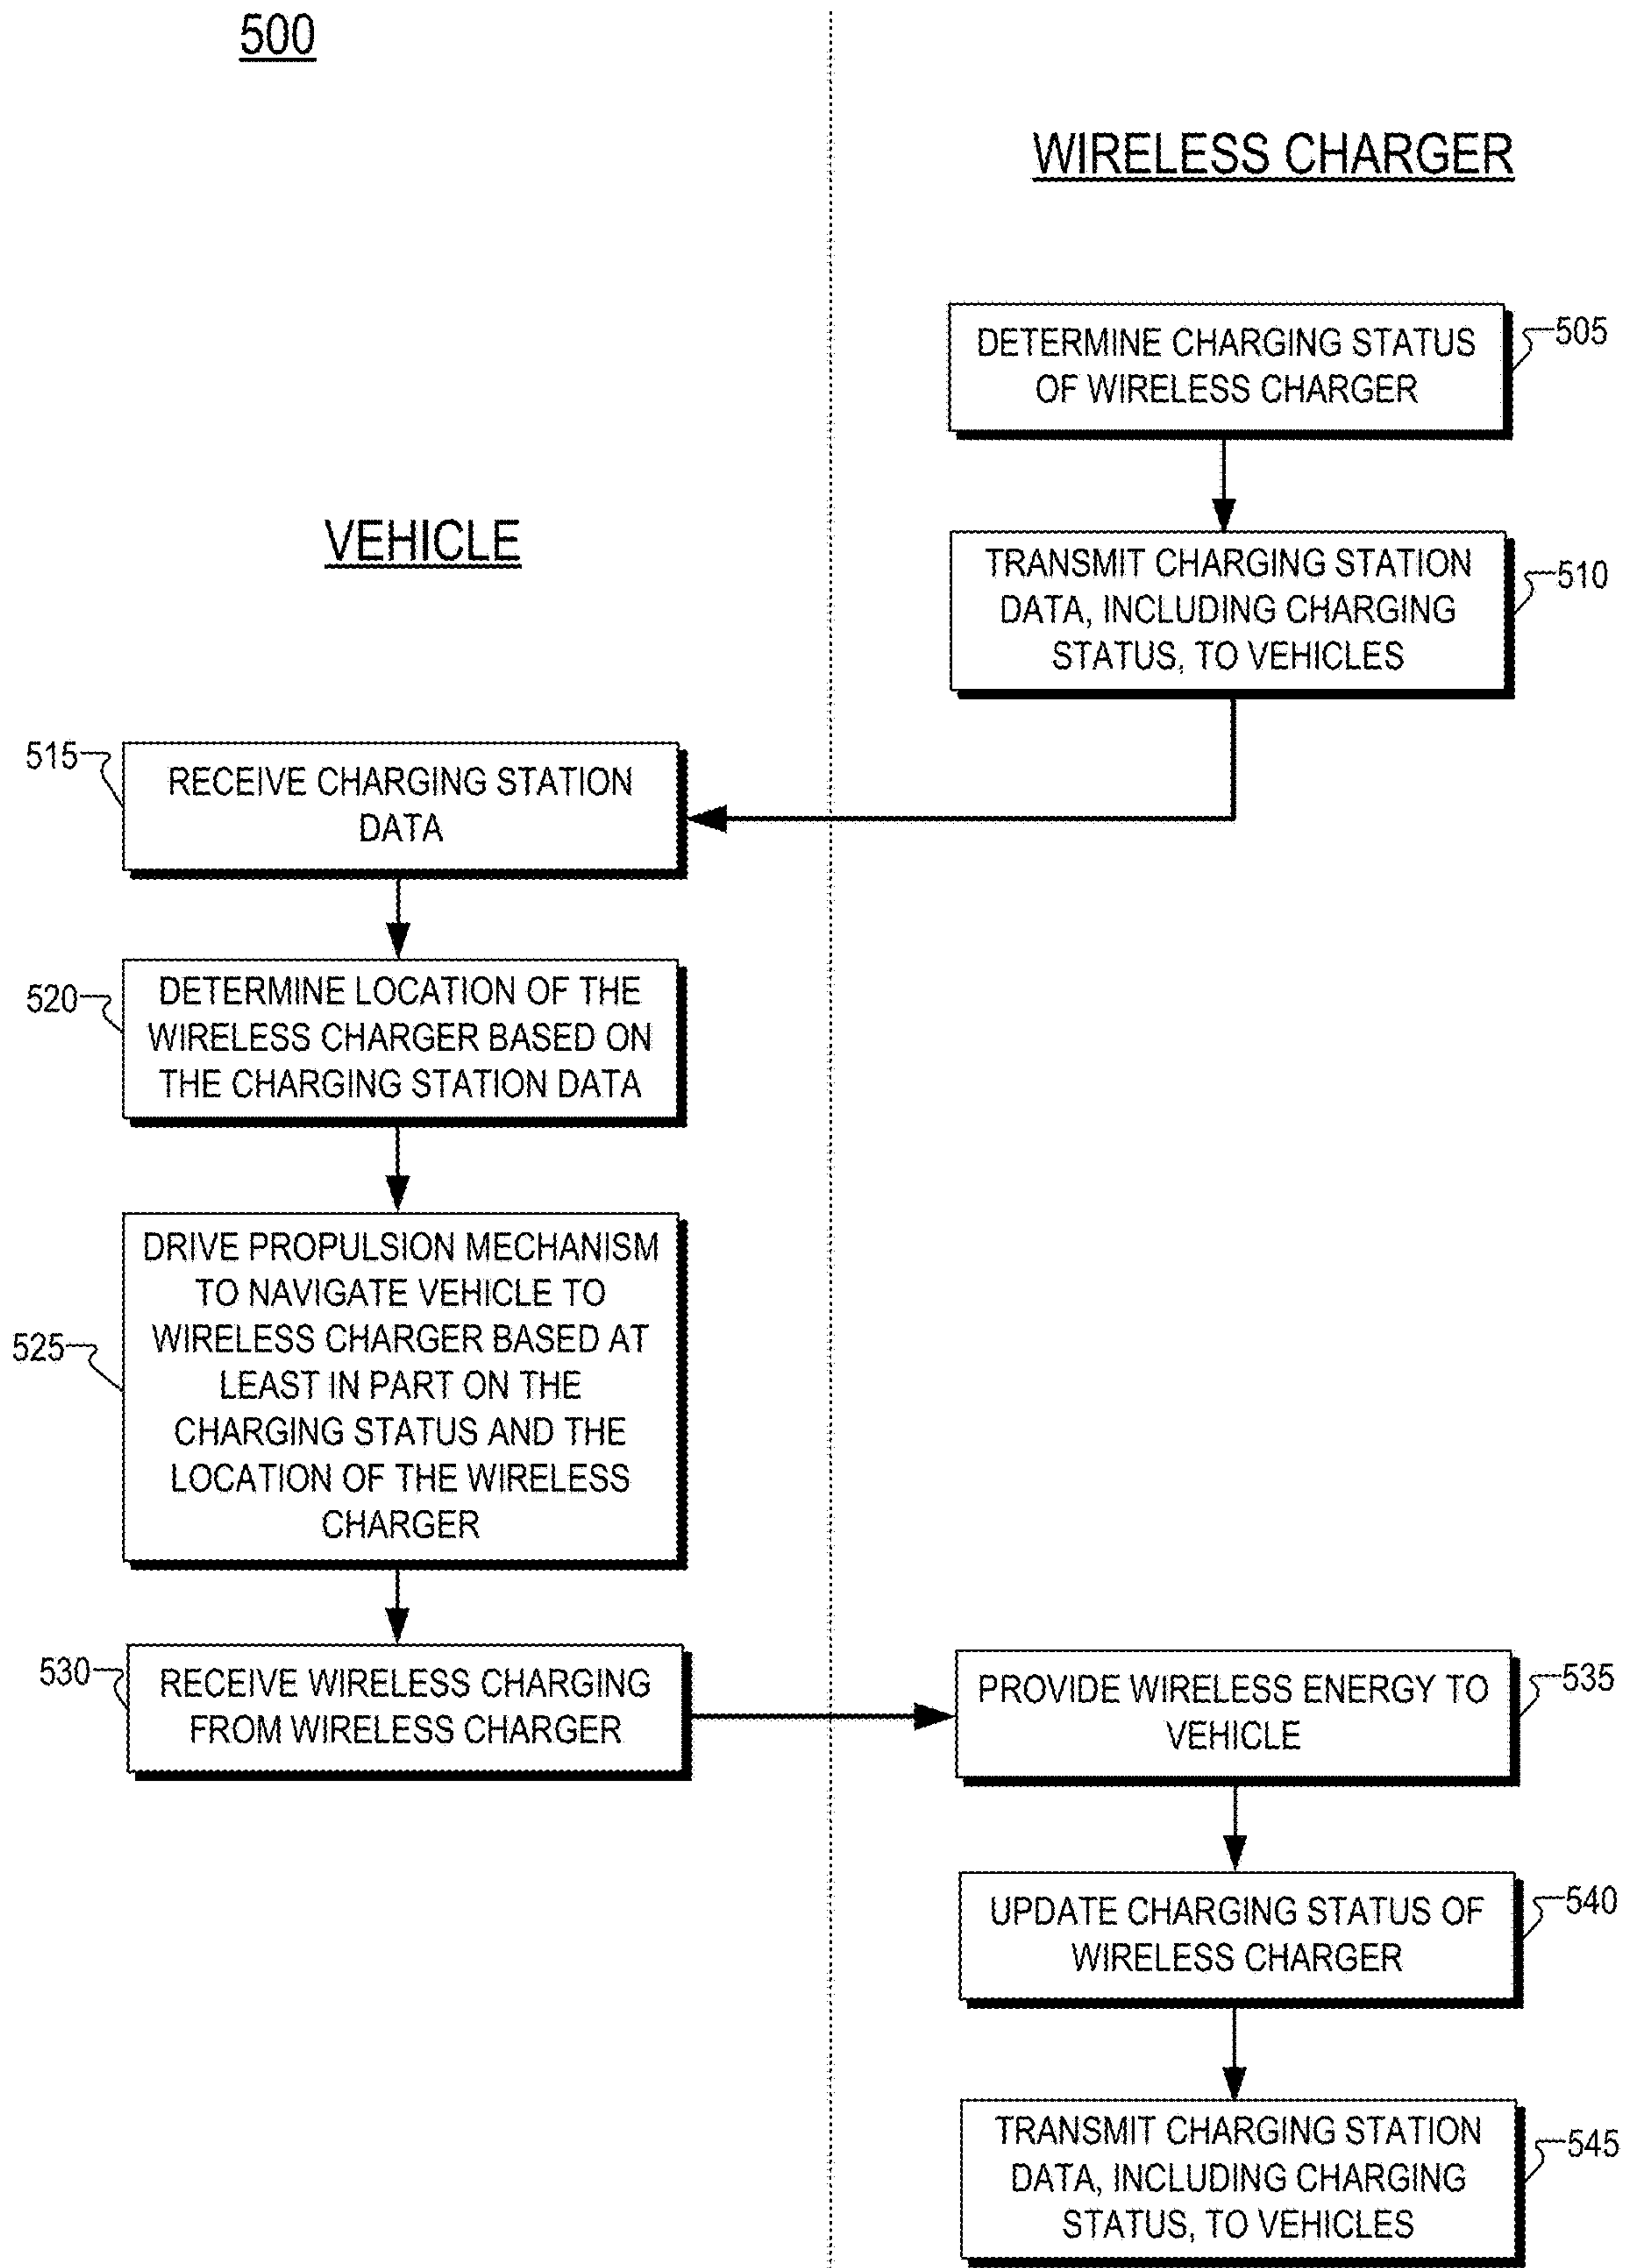 500
WIRELESS CHARGER
DETERMINE CHARGING STATUS
OF WIRELESS CHARGER
505
TRANSMIT CHARGING STATION
DATA, INCLUDING CHARGING
STATUS, TO VEHICLES
510
VEHICLE
515
RECEIVE CHARGING STATION
DATA
520
DETERMINE LOCATION OF THE
WIRELESS CHARGER BASED ON
THE CHARGING STATION DATA
525
DRIVE PROPULSION MECHANISM
TO NAVIGATE VEHICLE TO
WIRELESS CHARGER BASED AT
LEAST IN PART ON THE
CHARGING STATUS AND THE
LOCATION OF THE WIRELESS
CHARGER
530
RECEIVE WIRELESS CHARGING
FROM WIRELESS CHARGER
PROVIDE WIRELESS ENERGY TO
VEHICLE
535
UPDATE CHARGING STATUS OF
WIRELESS CHARGER
540
TRANSMIT CHARGING STATION
DATA, INCLUDING CHARGING
STATUS, TO VEHICLES
545